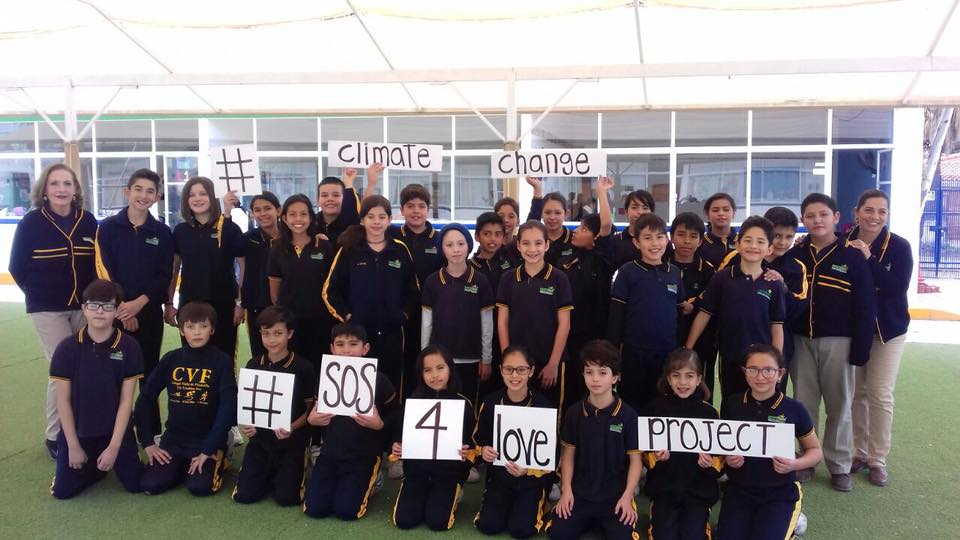 # climate change
# SOS 4 love PROJECT
CVF